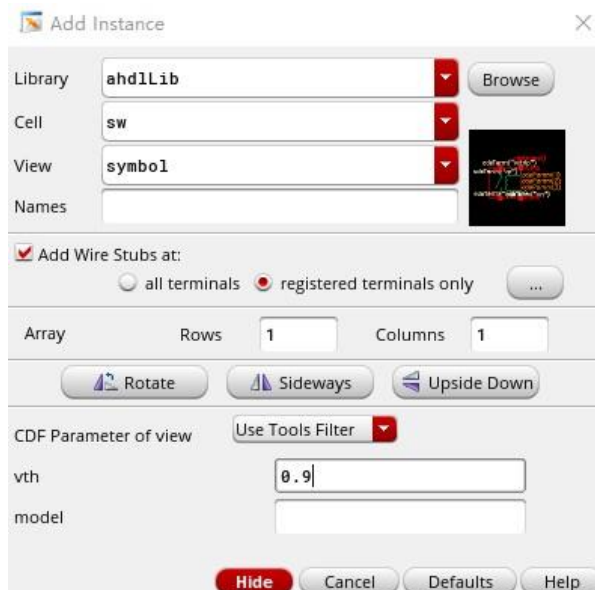 Add Instance
Library ahdlLib Browse
Cell sw
View symbol
Names
Add Wire Stubs at:
all terminals registered terminals only ...
Array Rows 1 Columns 1
Rotate Sideways Upside Down
CDF Parameter of view Use Tools Filter
vth 0.9
model
Hide Cancel Defaults Help